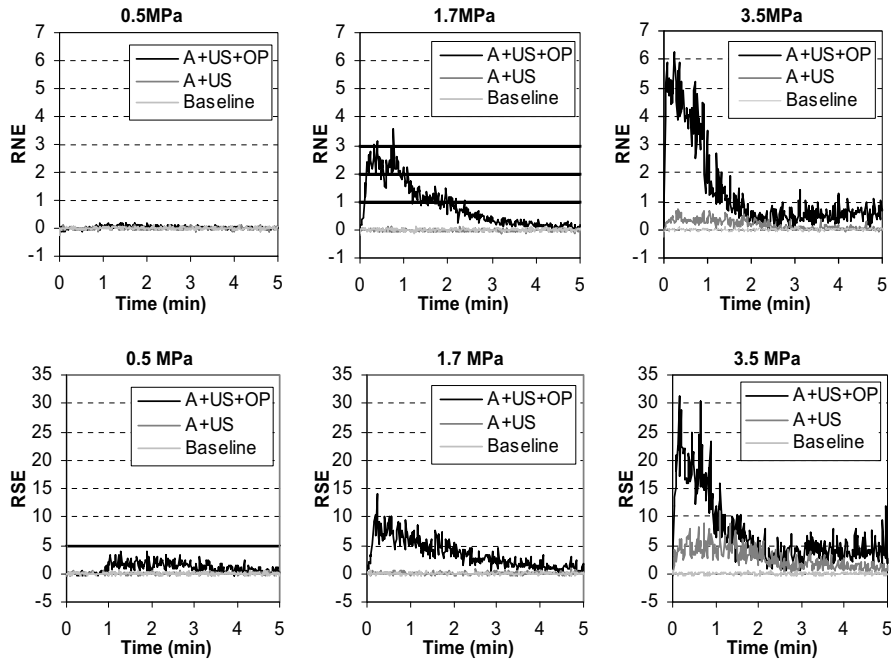 0.5MPa
7
6
5
4
3
2
1
0
-1
RNE
A+US+OP
A+US
Baseline
0 1 2 3 4 5
Time (min)
1.7MPa
7
6
5
4
3
2
1
0
-1
RNE
A+US+OP
A+US
Baseline
0 1 2 3 4 5
Time (min)
3.5MPa
7
6
5
4
3
2
1
0
-1
RNE
A+US+OP
A+US
Baseline
0 1 2 3 4 5
Time (min)
0.5 MPa
35
30
25
20
15
10
5
0
-5
RSE
A+US+OP
A+US
Baseline
0 1 2 3 4 5
Time (min)
1.7 MPa
35
30
25
20
15
10
5
0
-5
RSE
A+US+OP
A+US
Baseline
0 1 2 3 4 5
Time (min)
3.5 MPa
35
30
25
20
15
10
5
0
-5
RSE
A+US+OP
A+US
Baseline
0 1 2 3 4 5
Time (min)